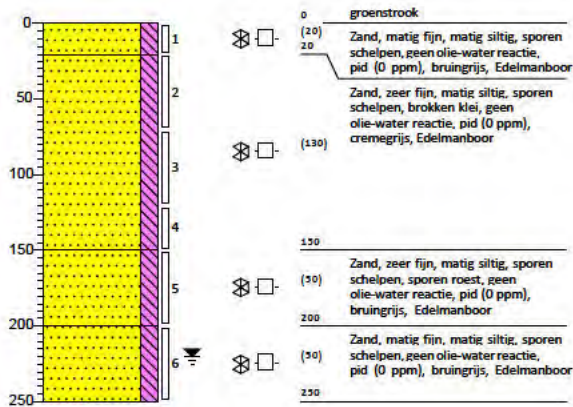 0
50
100
150
200
250
1
2
3
4
5
6
0 groenstrook
(20) Zand, matig fijn, matig siltig, sporen
20 schelpen, geen olie-water reactie,
pid (0 ppm), bruingrijs, Edelmanboor
Zand, zeer fijn, matig siltig, sporen
schelpen, brokken klei, geen
(130) olie-water reactie, pid (0 ppm),
cremegrijs, Edelmanboor
150
Zand, zeer fijn, matig siltig, sporen
(50) schelpen, sporen roest, geen
olie-water reactie, pid (0 ppm),
200 bruingrijs, Edelmanboor
Zand, matig fijn, matig siltig, sporen
(50) schelpen, geen olie-water reactie,
pid (0 ppm), bruingrijs, Edelmanboor
250